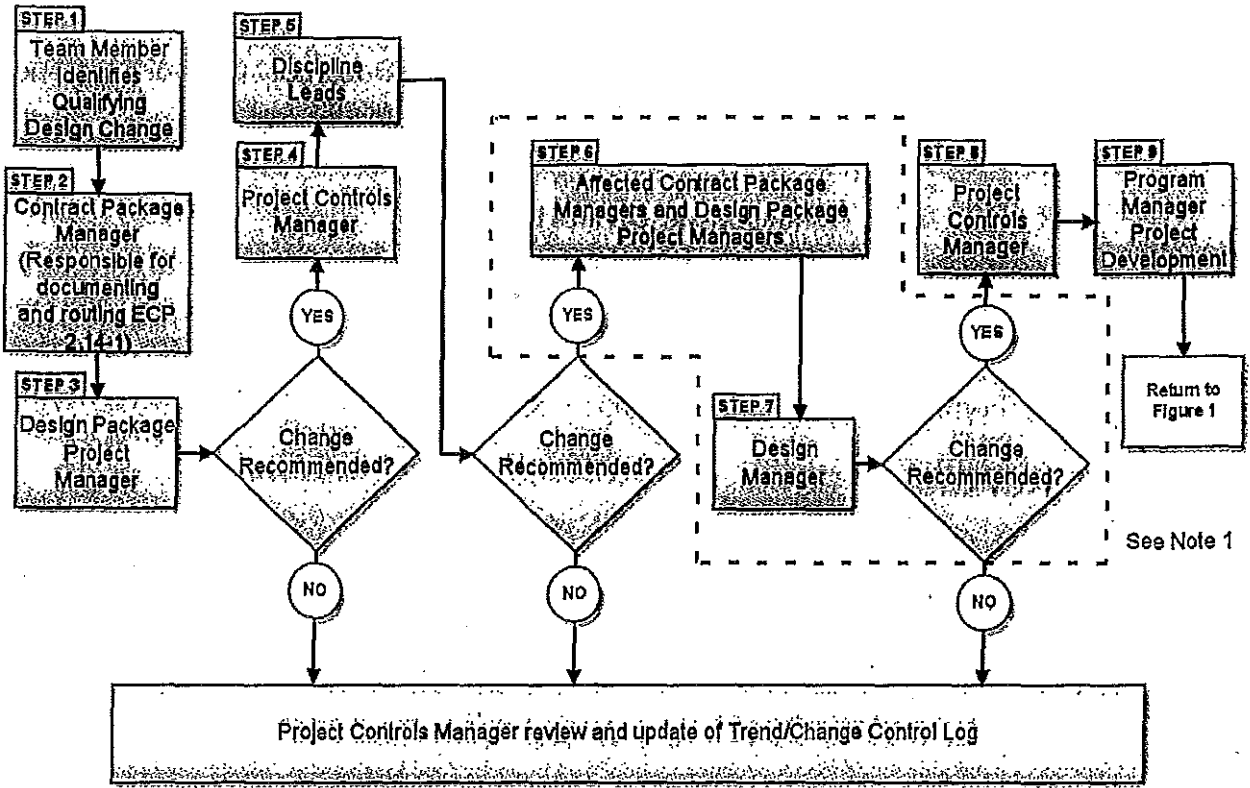 STEP 1
Team Member
Identifies
Qualifying
Design Change
STEP 2
Contract Package
Manager
(Responsible for
documenting
and routing ECP
2.14-1)
STEP 3
Design Package
Project
Manager
Change
Recommended?
YES
NO
STEP 4
Project Controls
Manager
STEP 5
Discipline
Leads
Change
Recommended?
YES
NO
STEP 6
Affected Contract Package
Managers and Design Package
Project Managers
STEP 7
Design
Manager
Change
Recommended?
YES
NO
STEP 8
Project
Controls
Manager
STEP 9
Program
Manager
Project
Development
Return to
Figure 1
See Note 1
Project Controls Manager review and update of Trend/Change Control Log